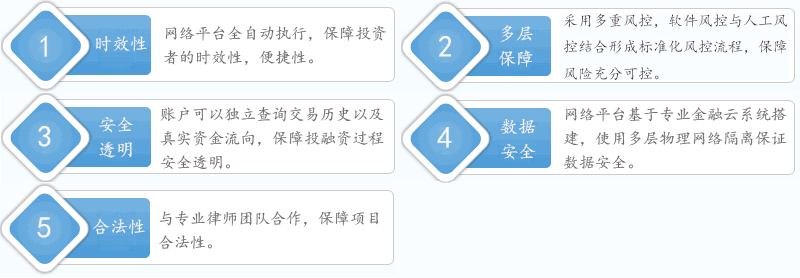 1
时效性
网络平台全自动执行，保障投资
者的时效性，便捷性。
2
多层
保障
采用多重风控，软件风控与人工风
控结合形成标准化风控流程，保障
风险充分可控。
3
安全
透明
账户可以独立查询交易历史以及
真实资金流向，保障投融资过程
安全透明。
4
数据
安全
网络平台基于专业金融云系统搭
建，使用多层物理网络隔离保证
数据安全。
5
合法性
与专业律师团队合作，保障项目
合法性。